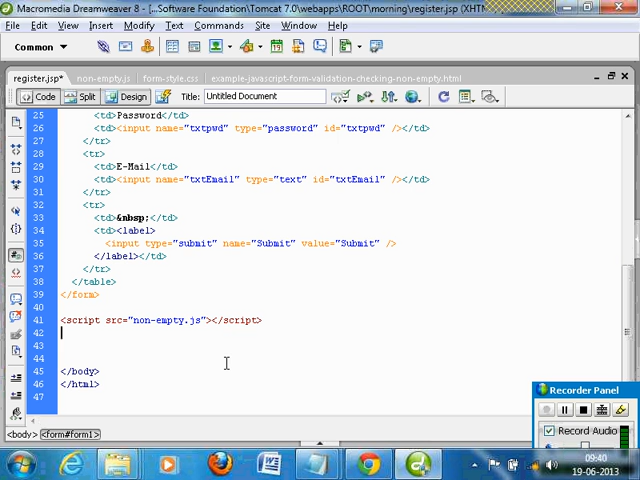 Macromedia Dreamweaver 8 - [...Software Foundation\Tomcat 7.0\webapps\ROOT\morning\register.jsp (XHTM
File Edit View Insert Modify Text Commands Site Window Help
Common
register.jsp* non-empty.js form-style.css example-javascript-form-validation-checking-non-empty.html
Code Split Design Title: Untitled Document
25 <td>Password</td>
26 <td><input name="txtpwd" type="password" id="txtpwd" /></td>
27 </tr>
28 <tr>
29 <td>E-Mail</td>
30 <td><input name="txtEmail" type="text" id="txtEmail" /></td>
31 </tr>
32 <tr>
33 <td>&nbsp;</td>
34 <td><label>
35 <input type="submit" name="Submit" value="Submit" />
36 </label></td>
37 </tr>
38 </table>
39 </form>
40
41 <script src="non-empty.js"></script>
42
43
44
45 </body>
46 </html>
47
<body> <form#form1>
Recorder Panel
Record Audio
09:40
19-06-2013